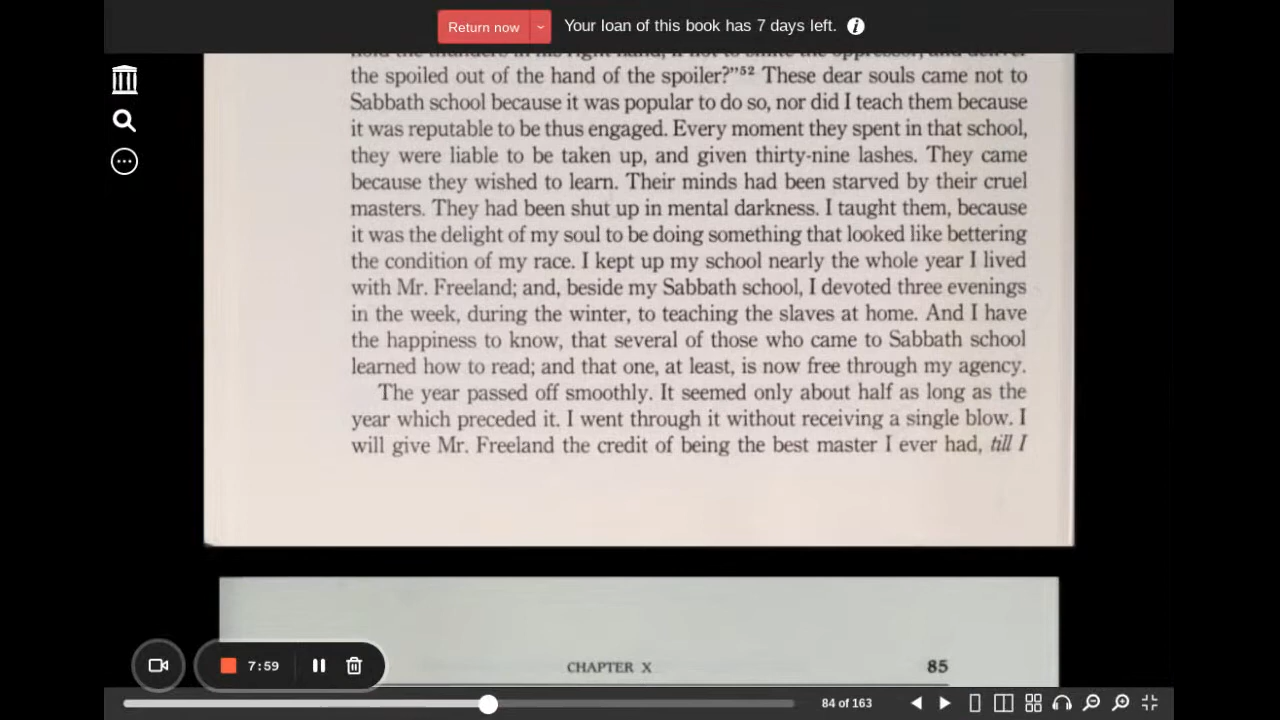 Return now
Your loan of this book has 7 days left.
the spoiled out of the hand of the spoiler?"52 These dear souls came not to
Sabbath school because it was popular to do so, nor did I teach them because
it was reputable to be thus engaged. Every moment they spent in that school,
they were liable to be taken up, and given thirty-nine lashes. They came
because they wished to learn. Their minds had been starved by their cruel
masters. They had been shut up in mental darkness. I taught them, because
it was the delight of my soul to be doing something that looked like bettering
the condition of my race. I kept up my school nearly the whole year I lived
with Mr. Freeland; and, beside my Sabbath school, I devoted three evenings
in the week, during the winter, to teaching the slaves at home. And I have
the happiness to know, that several of those who came to Sabbath school
learned how to read; and that one, at least, is now free through my agency.
The year passed off smoothly. It seemed only about half as long as the
year which preceded it. I went through it without receiving a single blow. I
will give Mr. Freeland the credit of being the best master I ever had, till I
CHAPTER X 85
7:59
84 of 163